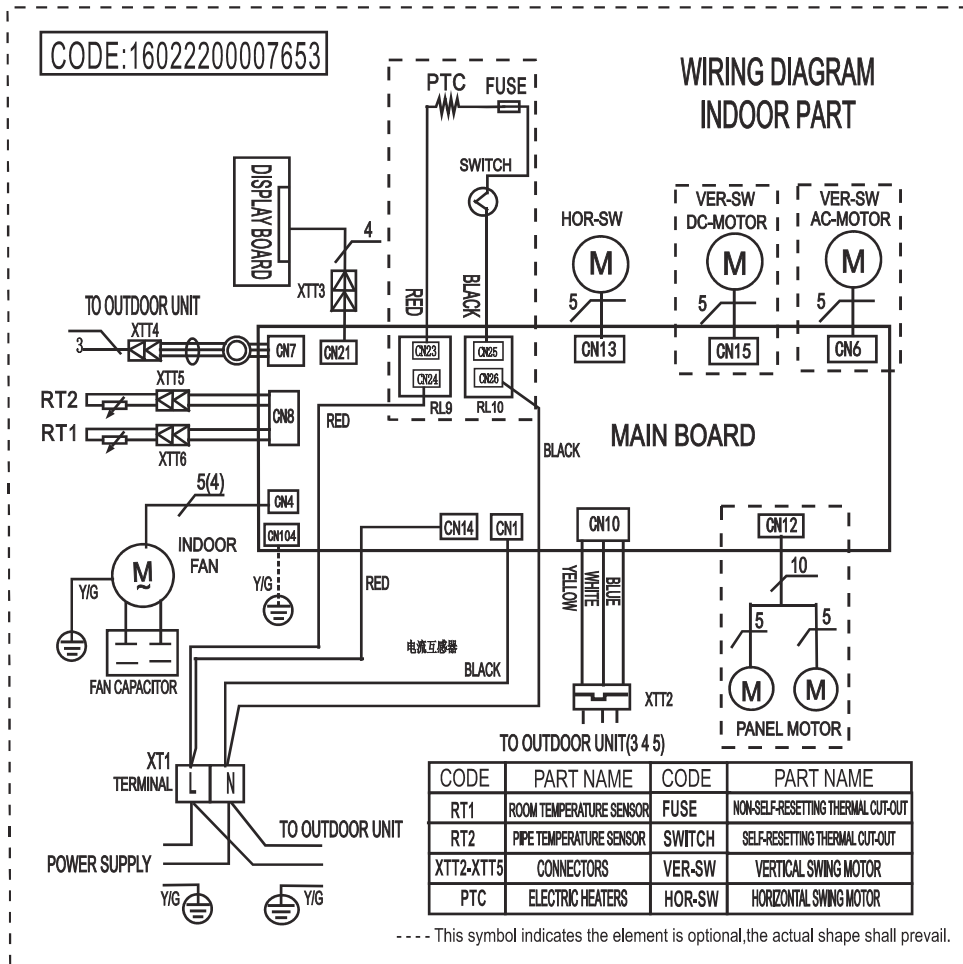 CODE:16022200007653
WIRING DIAGRAM
INDOOR PART
PTC
FUSE
SWITCH
DISPLAY BOARD
4
XTT3
RED
BLACK
HOR-SW
M
5
VER-SW
DC-MOTOR
M
5
VER-SW
AC-MOTOR
M
5
TO OUTDOOR UNIT
XTT4
3
CN7
CN21
CN23
CN24
RL9
CN25
CN26
RL10
CN13
CN15
CN6
RT2
XTT5
RT1
XTT6
CN8
RED
BLACK
MAIN BOARD
5(4)
CN4
CN104
INDOOR
FAN
M
~
Y/G
Y/G
FAN CAPACITOR
CN14
CN1
RED
BLACK
电流互感器
CN10
YELLOW
WHITE
BLUE
XTT2
TO OUTDOOR UNIT(3 4 5)
CN12
10
5
5
M
M
PANEL MOTOR
XT1
TERMINAL
L
N
TO OUTDOOR UNIT
POWER SUPPLY
Y/G
Y/G
CODE PART NAME CODE PART NAME
RT1 ROOM TEMPERATURE SENSOR FUSE NON-SELF-RESETTING THERMAL CUT-OUT
RT2 PIPE TEMPERATURE SENSOR SWITCH SELF-RESETTING THERMAL CUT-OUT
XTT2-XTT5 CONNECTORS VER-SW VERTICAL SWING MOTOR
PTC ELECTRIC HEATERS HOR-SW HORIZONTAL SWING MOTOR
---- This symbol indicates the element is optional,the actual shape shall prevail.